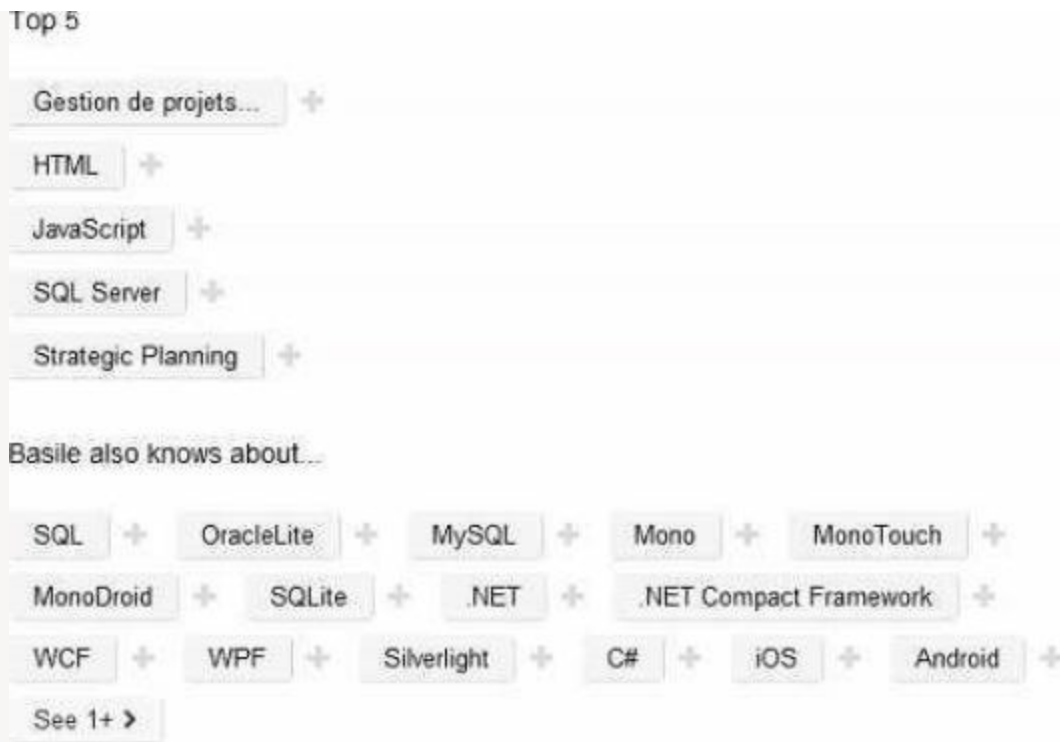 Top 5
Gestion de projets...
HTML
JavaScript
SQL Server
Strategic Planning
Basile also knows about...
SQL OracleLite MySQL Mono MonoTouch
MonoDroid SQLite .NET .NET Compact Framework
WCF WPF Silverlight C# iOS Android
See 1+ >